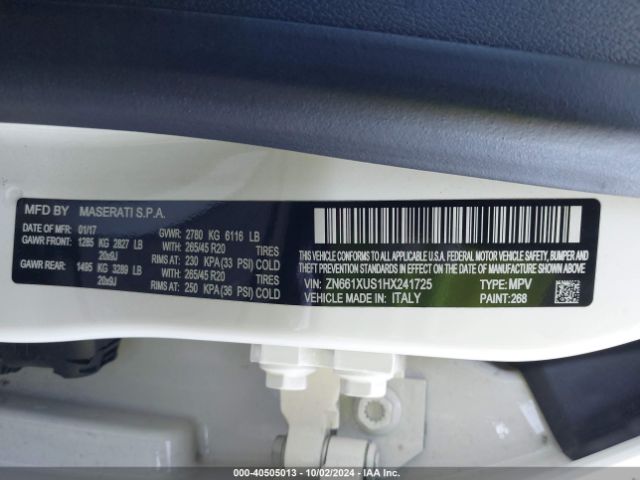 MFD BY MASERATI S.P.A.
DATE OF MFR: 01/17 GVWR: 2780 KG 6116 LB
GAWR FRONT: 1285 KG 2827 LB WITH: 265/45 R20 TIRES
20x9J RIMS AT: 230 KPA (33 PSI) COLD
GAWR REAR: 1495 KG 3289 LB WITH: 265/45 R20 TIRES
20x9J RIMS AT: 250 KPA (36 PSI) COLD
THIS VEHICLE CONFORMS TO ALL APPLICABLE U.S.A. FEDERAL MOTOR VEHICLE SAFETY, BUMPER AND
THEFT PREVENTION STANDARDS IN EFFECT ON THE DATE OF MANUFACTURE SHOWN ABOVE.
VIN: ZN661XUS1HX241725 TYPE: MPV
VEHICLE MADE IN: ITALY PAINT: 268
000-40505013 - 10/02/2024 - IAA Inc.